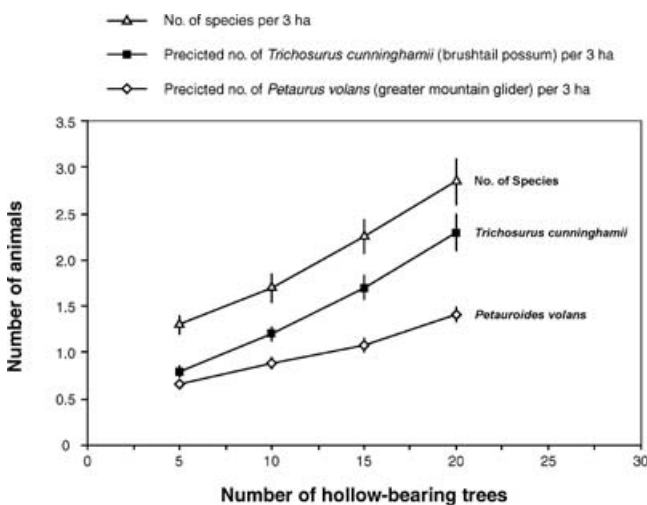 No. of species per 3 ha
Precicted no. of Trichosurus cunninghamii (brushtail possum) per 3 ha
Precicted no. of Petaurus volans (greater mountain glider) per 3 ha
3.5
3.0
2.5
2.0
1.5
1.0
0.5
0
Number of animals
No. of Species
Trichosurus cunninghamii
Petauroides volans
0 5 10 15 20 25 30
Number of hollow-bearing trees